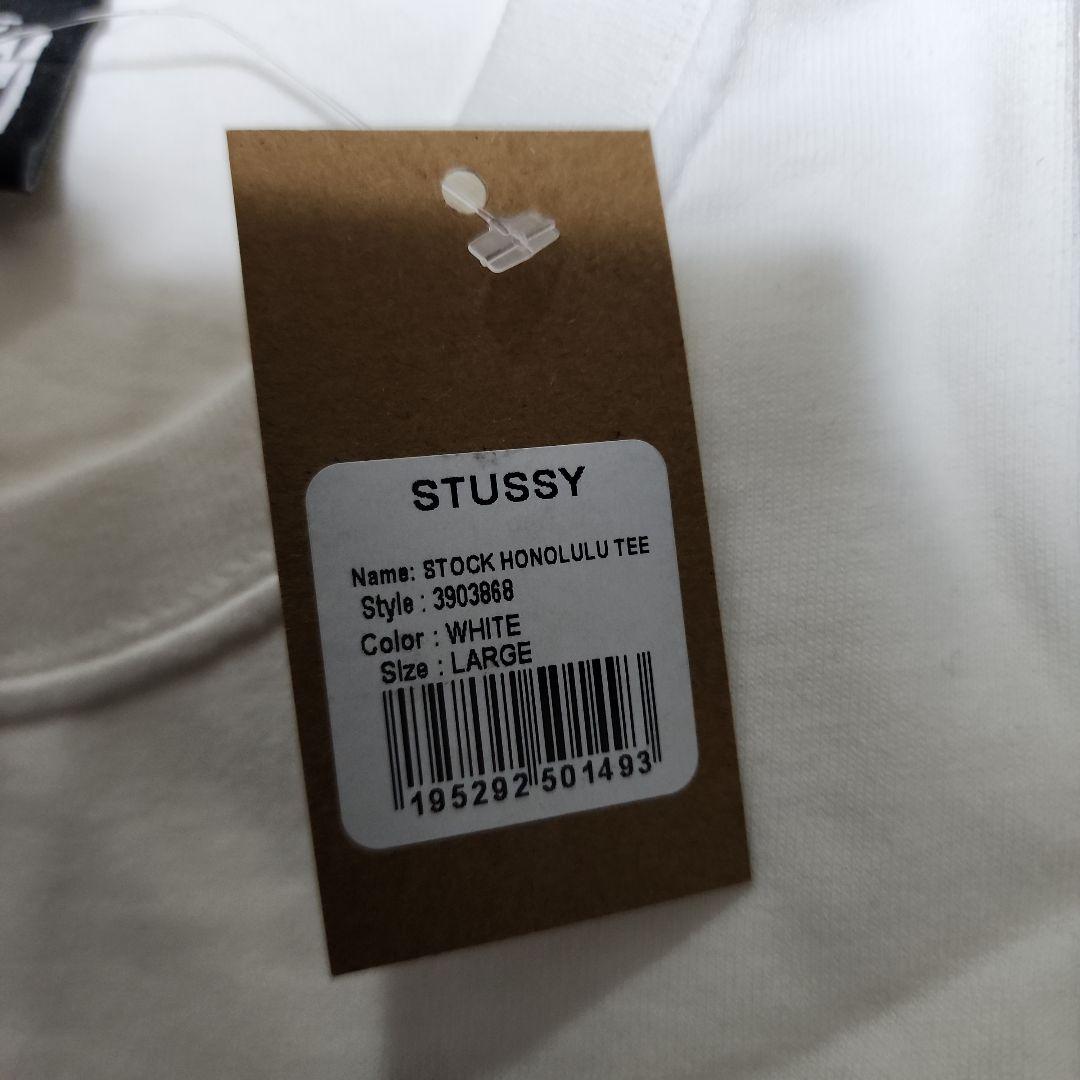 STUSSY
Name: STOCK HONOLULU TEE
Style : 3903868
Color : WHITE
Size : LARGE
195292 501493